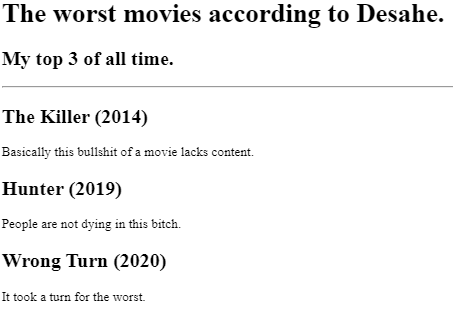 The worst movies according to Desahe.
My top 3 of all time.
The Killer (2014)
Basically this bullshit of a movie lacks content.
Hunter (2019)
People are not dying in this bitch.
Wrong Turn (2020)
It took a turn for the worst.